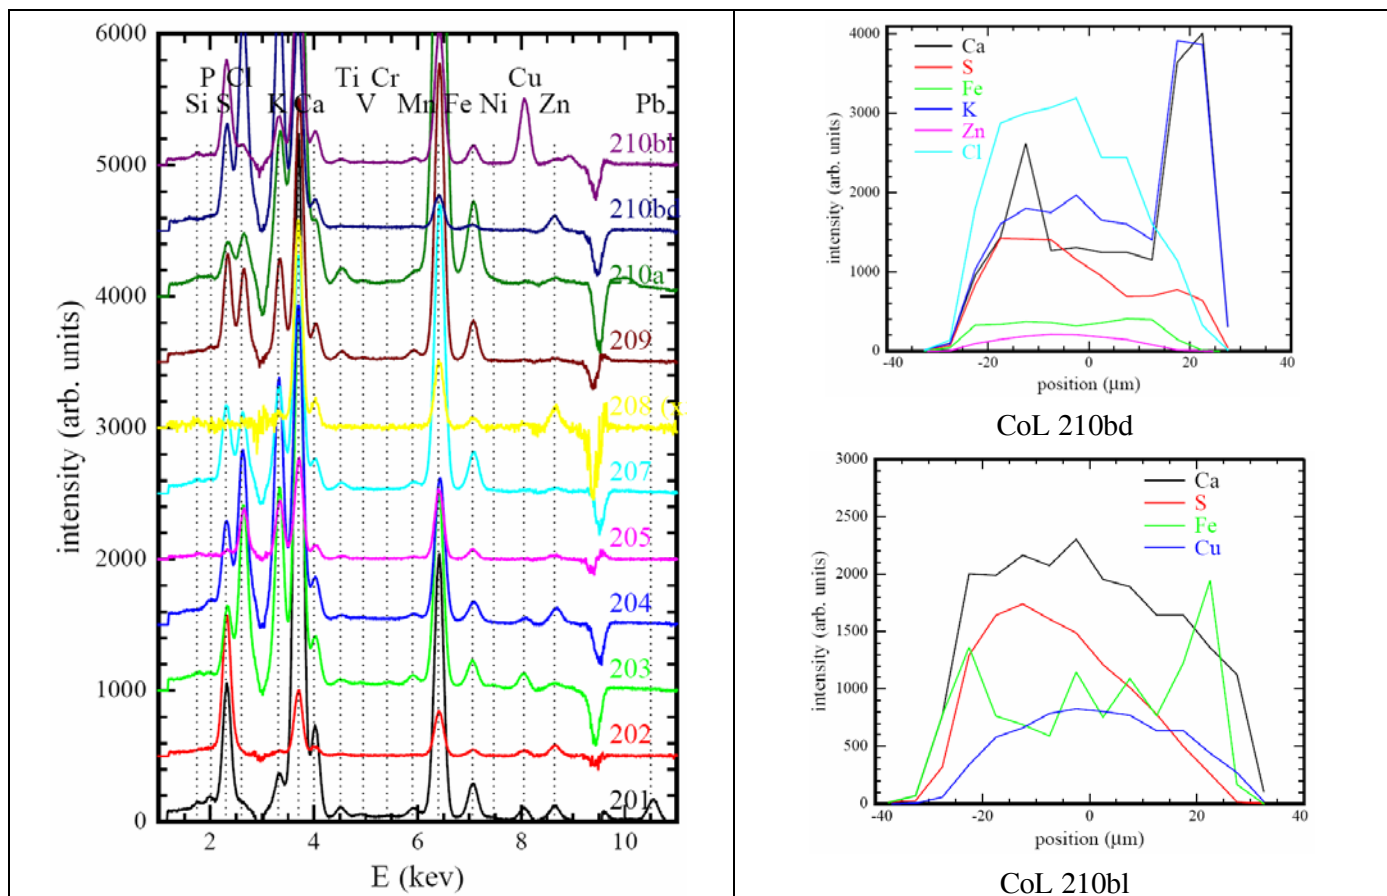 6000
5000
4000
3000
2000
1000
0
intensity (arb. units)
P Cl Ti Cr Cu
Si S K Ca V Mn Fe Ni Zn Pb
210bl
210bd
210a
209
208 (x
207
205
204
203
202
201
2 4 6 8 10
E (kev)
4000
3000
2000
1000
0
intensity (arb. units)
Ca
S
Fe
K
Zn
Cl
-40 -20 0 20 40
position (μm)
CoL 210bd
3000
2500
2000
1500
1000
500
0
intensity (arb. units)
Ca
S
Fe
Cu
-40 -20 0 20 40
position (μm)
CoL 210bl